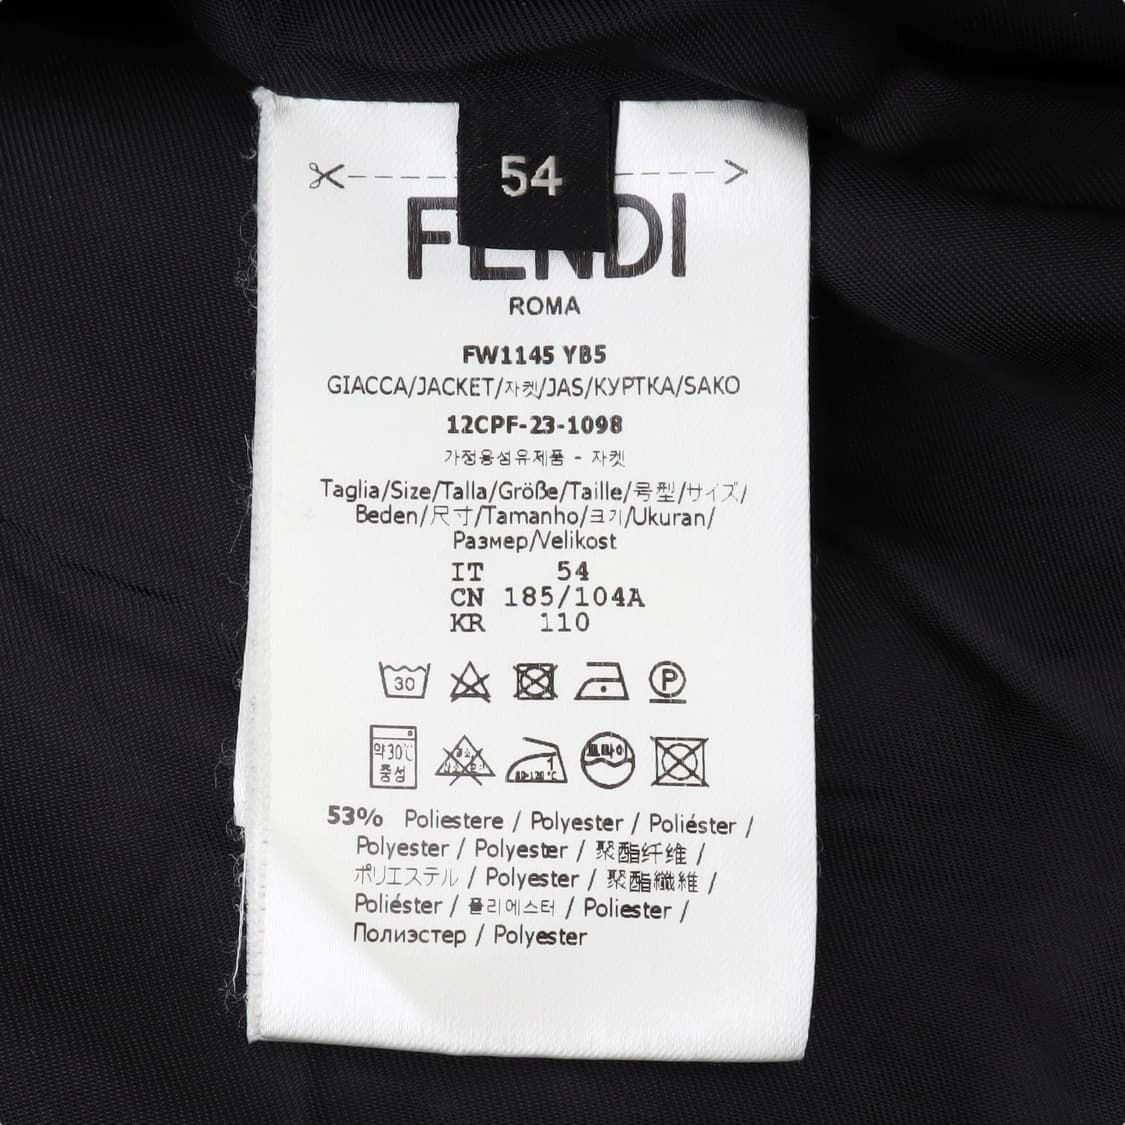 54
FENDI
ROMA
FW1145 YB5
GIACCA/JACKET/자켓/JAS/КУРТКА/SAKO
12CPF-23-1098
가정용섬유제품 - 자켓
Taglia/Size/Talla/Größe/Taille/号型/サイズ/
Beden/尺寸/Tamanho/크기/Ukuran/
Размер/Velikost
IT 54
CN 185/104A
KR 110
30 P
약30℃
중성
드라이
53% Poliestere / Polyester / Poliéster /
Polyester / Polyester / 聚酯纤维 /
ポリエステル / Polyester / 聚酯纖維 /
Poliéster / 폴리에스터 / Poliester /
Полиэстер / Polyester